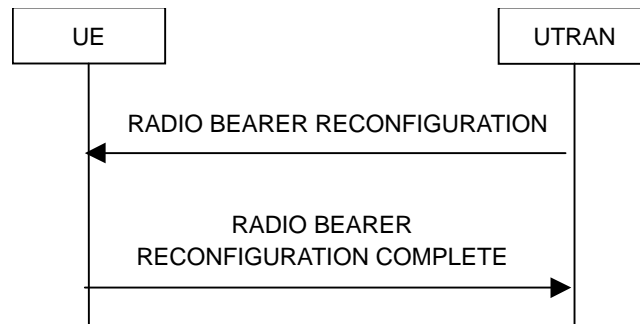 UE
UTRAN
RADIO BEARER RECONFIGURATION
RADIO BEARER
RECONFIGURATION COMPLETE